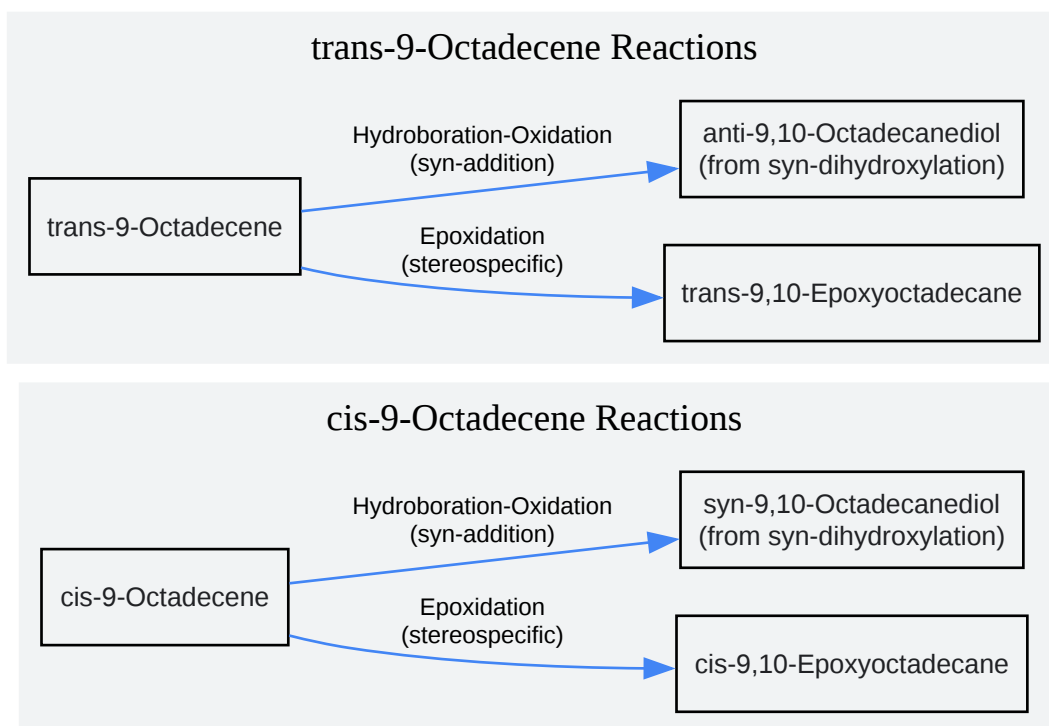 trans-9-Octadecene Reactions
Hydroboration-Oxidation
(syn-addition)
anti-9,10-Octadecanediol
(from syn-dihydroxylation)
trans-9-Octadecene
Epoxidation
(stereospecific)
trans-9,10-Epoxyoctadecane
cis-9-Octadecene Reactions
Hydroboration-Oxidation
(syn-addition)
syn-9,10-Octadecanediol
(from syn-dihydroxylation)
cis-9-Octadecene
Epoxidation
(stereospecific)
cis-9,10-Epoxyoctadecane